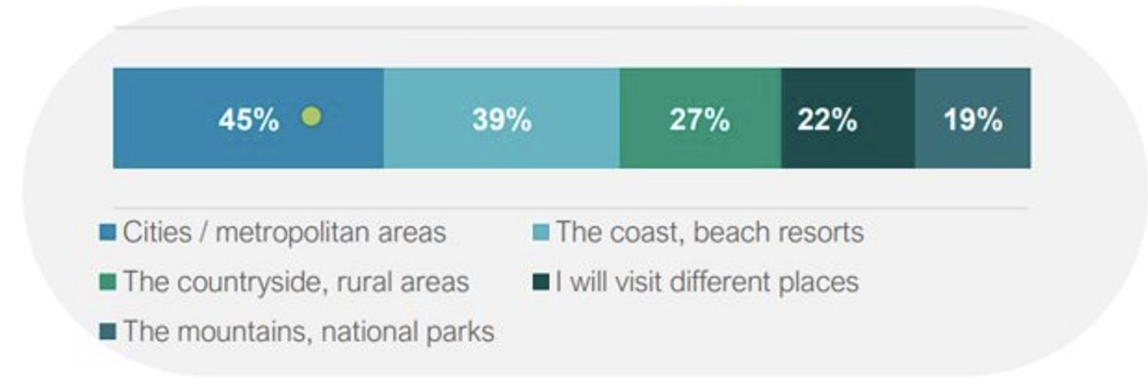 45% 39% 27% 22% 19%
Cities / metropolitan areas The coast, beach resorts
The countryside, rural areas I will visit different places
The mountains, national parks